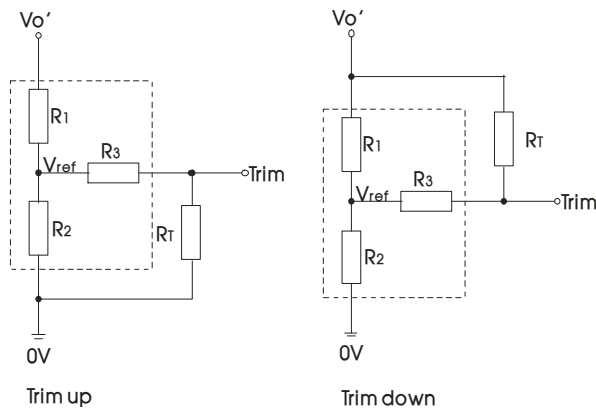 Vo'
R1
Vref
R3
Trim
R2
RT
0V
Trim up
Vo'
R1
RT
Vref
R3
Trim
R2
0V
Trim down